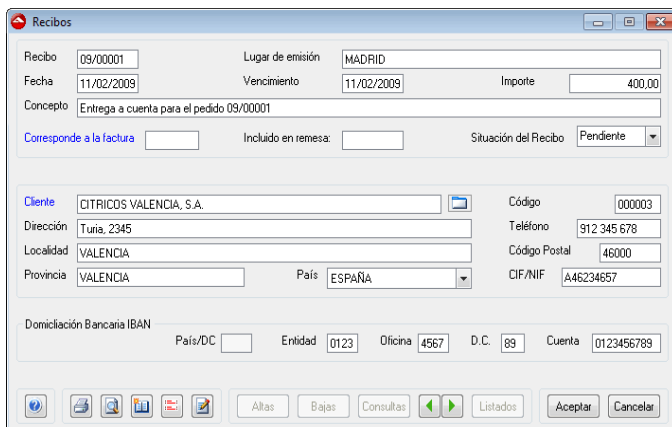 Recibos
Recibo 09/00001 Lugar de emisión MADRID
Fecha 11/02/2009 Vencimiento 11/02/2009 Importe 400,00
Concepto Entrega a cuenta para el pedido 09/00001
Corresponde a la factura Incluido en remesa: Situación del Recibo Pendiente
Cliente CITRICOS VALENCIA, S.A. Código 000003
Dirección Turia, 2345 Teléfono 912 345 678
Localidad VALENCIA Código Postal 46000
Provincia VALENCIA País ESPAÑA CIF/NIF A46234657
Domiciliación Bancaria IBAN
País/DC Entidad 0123 Oficina 4567 D.C. 89 Cuenta 0123456789
Altas Bajas Consultas Listados Aceptar Cancelar